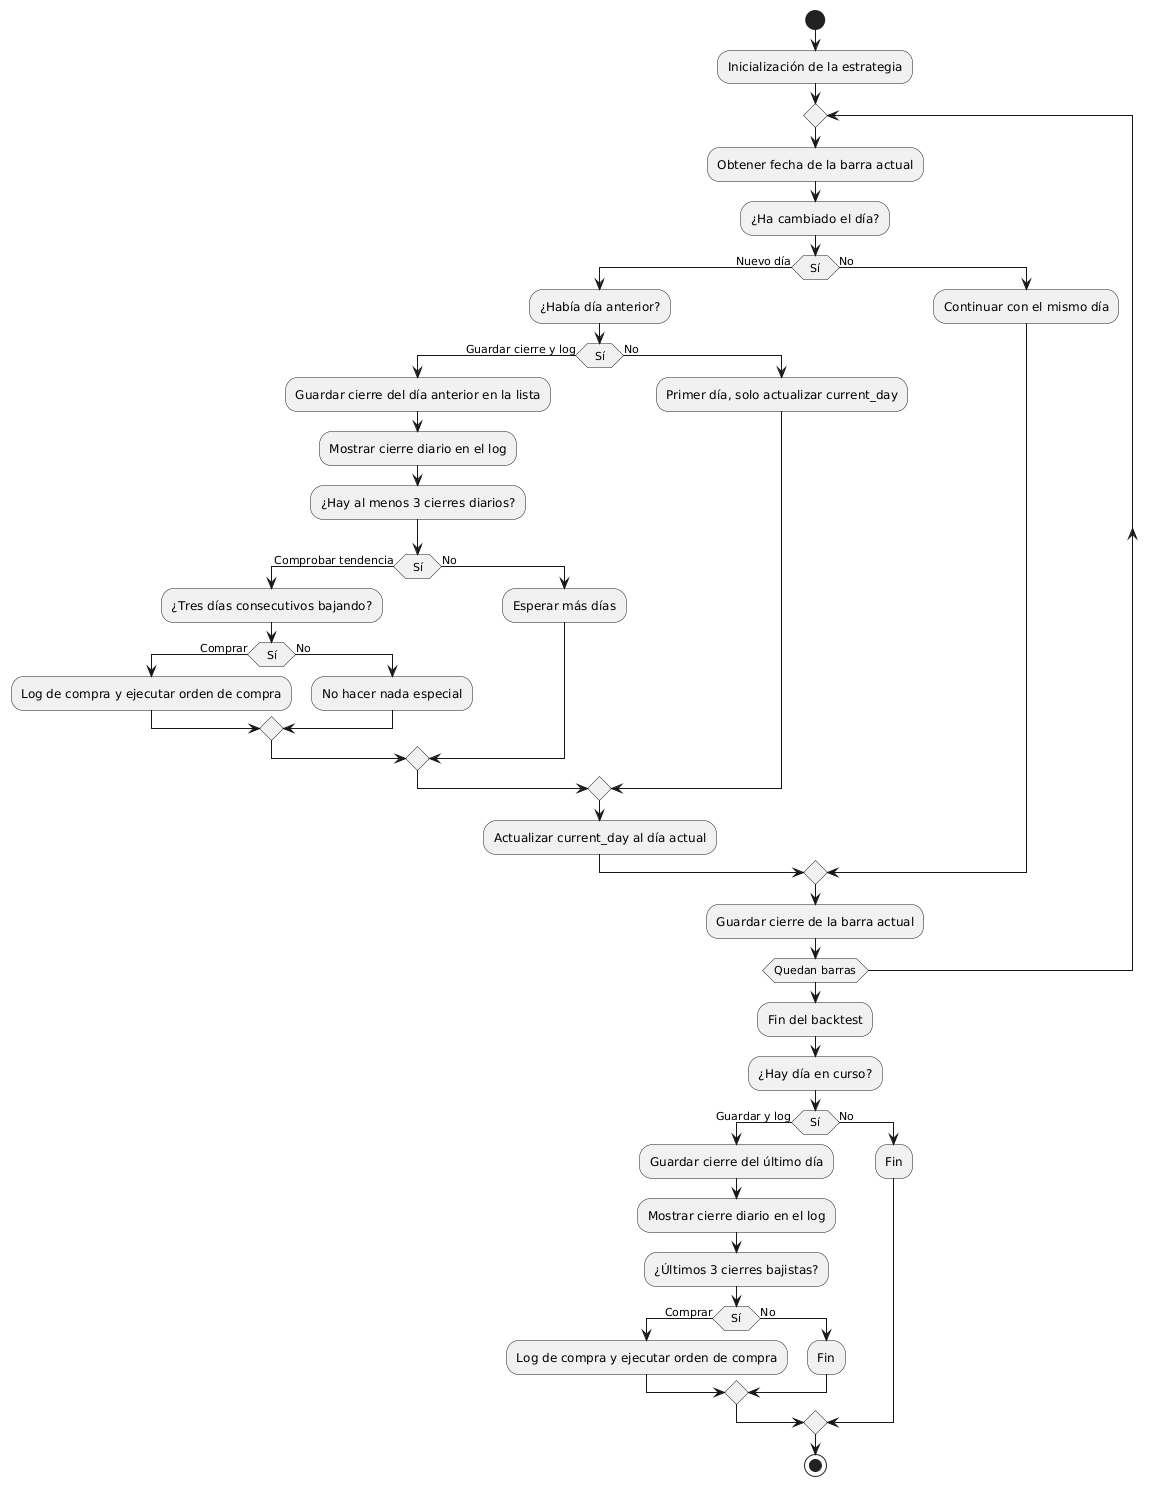 Inicialización de la estrategia
Obtener fecha de la barra actual
¿Ha cambiado el día?
Nuevo día
Sí
No
¿Había día anterior?
Continuar con el mismo día
Guardar cierre y log
Sí
No
Guardar cierre del día anterior en la lista
Primer día, solo actualizar current_day
Mostrar cierre diario en el log
¿Hay al menos 3 cierres diarios?
Comprobar tendencia
Sí
No
¿Tres días consecutivos bajando?
Esperar más días
Comprar
Sí
No
Log de compra y ejecutar orden de compra
No hacer nada especial
Actualizar current_day al día actual
Guardar cierre de la barra actual
Quedan barras
Fin del backtest
¿Hay día en curso?
Guardar y log
Sí
No
Guardar cierre del último día
Fin
Mostrar cierre diario en el log
¿Últimos 3 cierres bajistas?
Comprar
Sí
No
Log de compra y ejecutar orden de compra
Fin